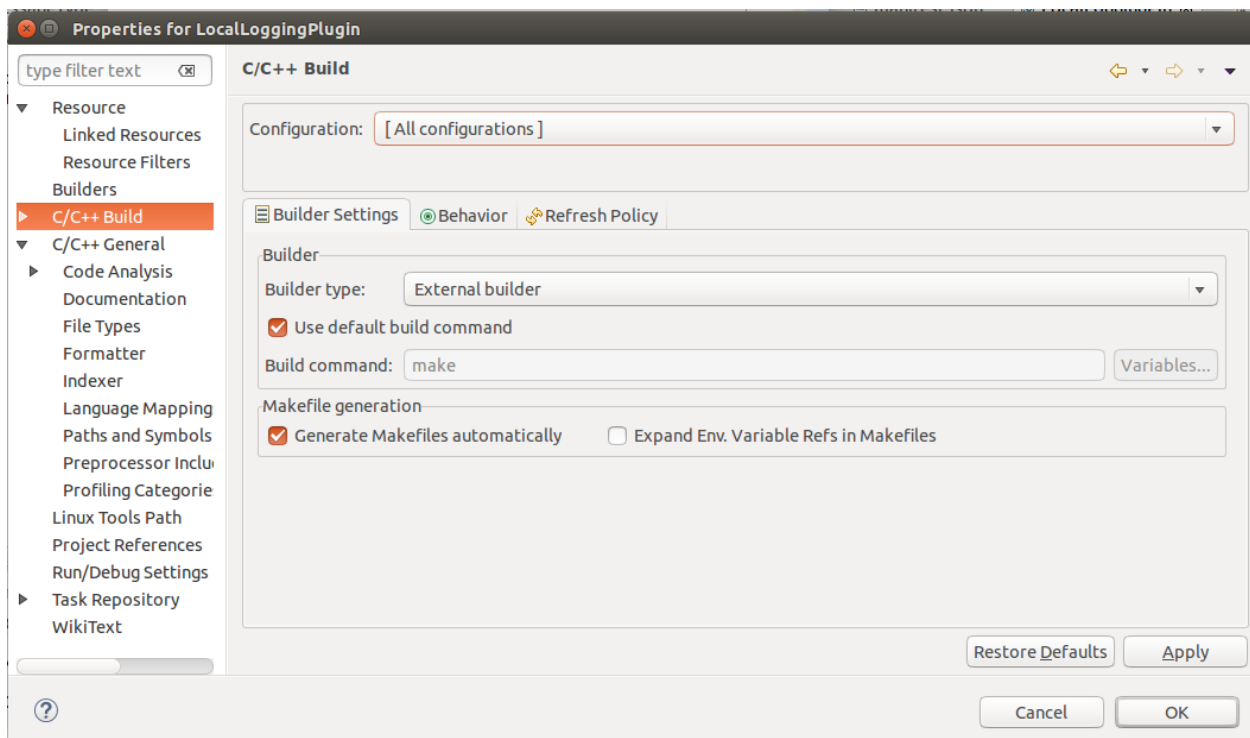 Properties for LocalLoggingPlugin
type filter text
Resource
Linked Resources
Resource Filters
Builders
C/C++ Build
C/C++ General
Code Analysis
Documentation
File Types
Formatter
Indexer
Language Mapping
Paths and Symbols
Preprocessor Inclu
Profiling Categorie
Linux Tools Path
Project References
Run/Debug Settings
Task Repository
WikiText
C/C++ Build
Configuration: [ All configurations ]
Builder Settings Behavior Refresh Policy
Builder
Builder type: External builder
Use default build command
Build command: make Variables...
Makefile generation
Generate Makefiles automatically Expand Env. Variable Refs in Makefiles
Restore Defaults Apply
Cancel OK